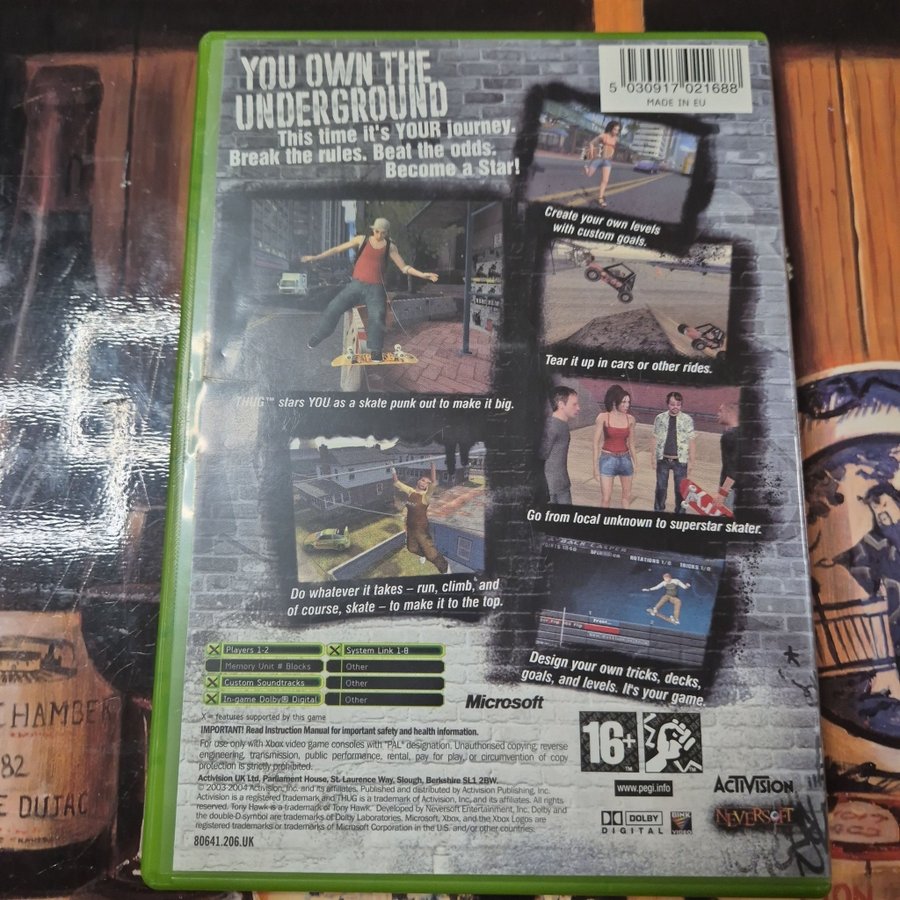 YOU OWN THE
UNDERGROUND
This time it's YOUR journey.
Break the rules. Beat the odds.
Become a Star!
5 030917 021688
MADE IN EU
Create your own levels
with custom goals.
THUG™ stars YOU as a skate punk out to make it big.
Tear it up in cars or other rides.
Go from local unknown to superstar skater.
Do whatever it takes – run, climb, and
of course, skate – to make it to the top.
ROTATIONS 1/0 TRICKS 1/0
Design your own tricks, decks,
goals, and levels. It's your game.
X Players 1-2
X System Link 1-8
Memory Unit # Blocks
Other
X Custom Soundtracks
Other
X In-game Dolby® Digital
Other
X = features supported by this game
Microsoft
IMPORTANT! Read Instruction Manual for important safety and health information.
For use only with Xbox video game consoles with "PAL" designation. Unauthorised copying, reverse
engineering, transmission, public performance, rental, pay for play, or circumvention of copy
protection is strictly prohibited.
Activision UK Ltd, Parliament House, St. Laurence Way, Slough, Berkshire SL1 2BW.
© 2003-2004 Activision, Inc. and its affiliates. Published and distributed by Activision Publishing, Inc.
Activision is a registered trademark and THUG is a trademark of Activision, Inc. and its affiliates. All rights
reserved. Tony Hawk is a trademark of Tony Hawk. Developed by Neversoft Entertainment, Inc. Dolby and
the double-D symbol are trademarks of Dolby Laboratories. Microsoft, Xbox, and the Xbox Logos are
registered trademarks or trademarks of Microsoft Corporation in the U.S. and/or other countries.
80641.206.UK
16+
www.pegi.info
ACTIVISION
DOLBY
DIGITAL
BINK
VIDEO
NEVERSOFT
CHAMBER
82
E DUJAC